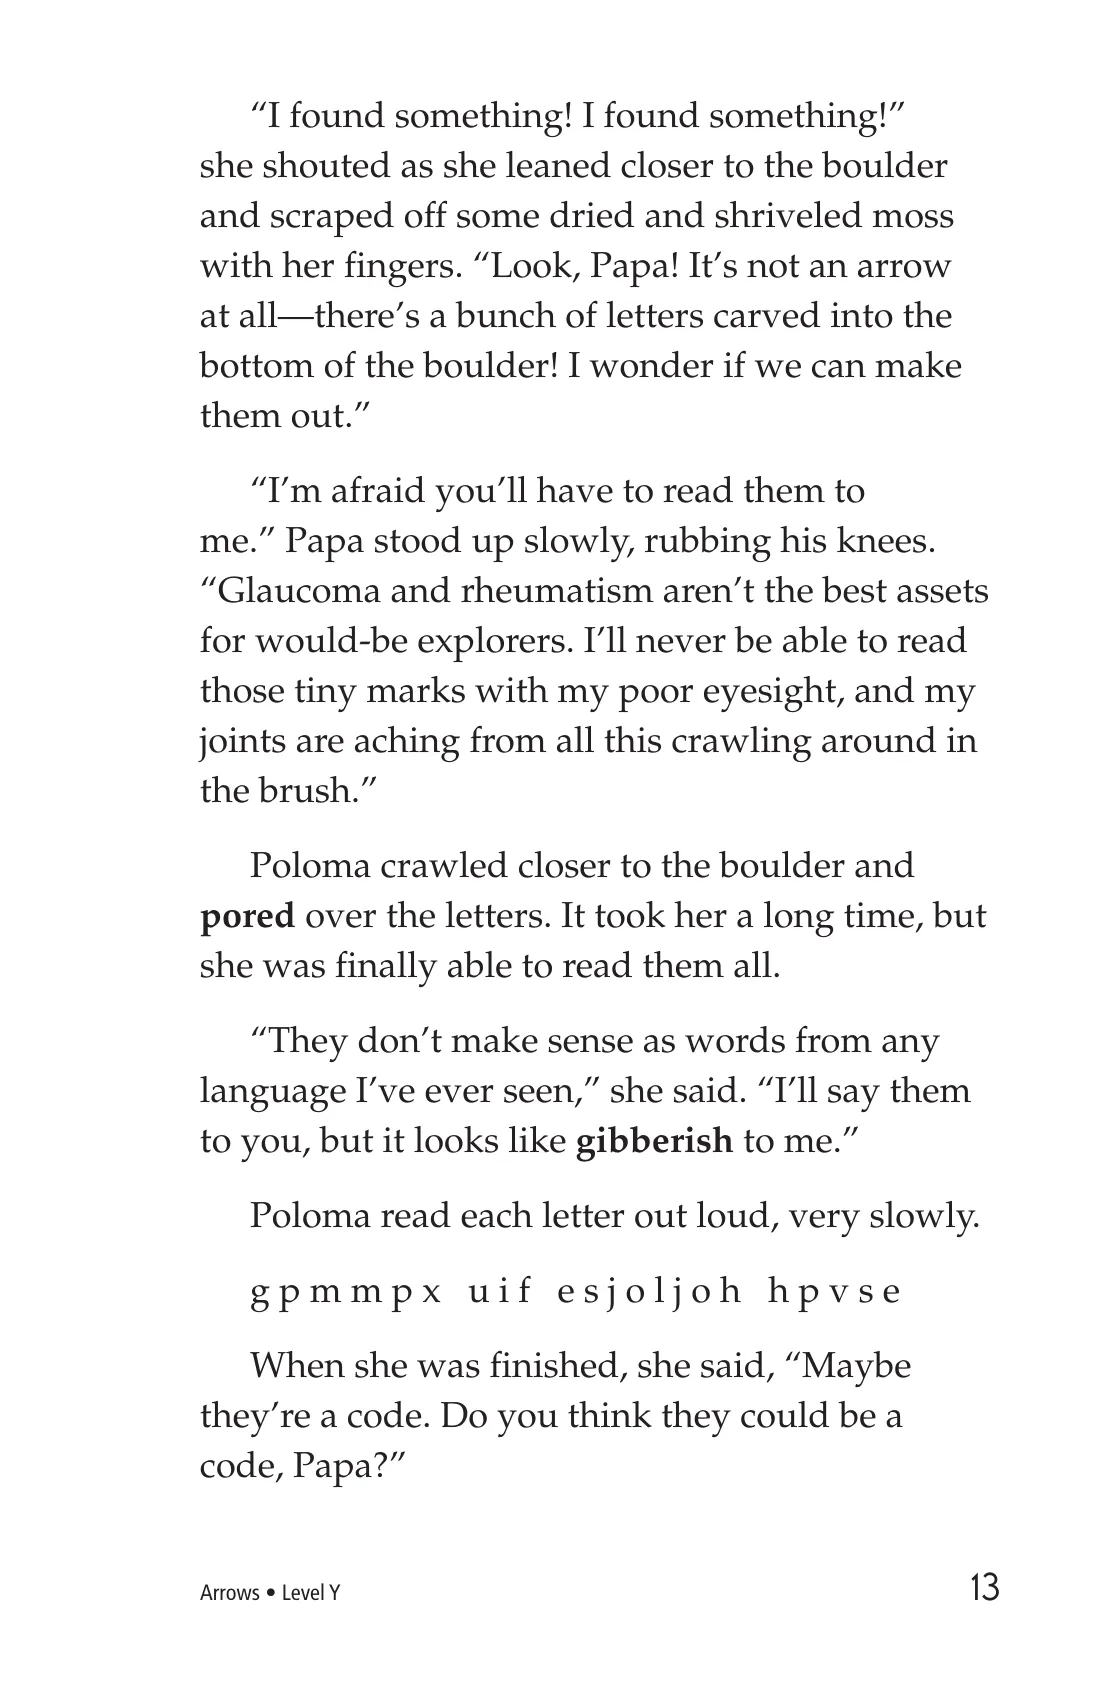 “I found something! I found something!”
she shouted as she leaned closer to the boulder
and scraped off some dried and shriveled moss
with her fingers. “Look, Papa! It’s not an arrow
at all—there’s a bunch of letters carved into the
bottom of the boulder! I wonder if we can make
them out.”
“I’m afraid you’ll have to read them to
me.” Papa stood up slowly, rubbing his knees.
“Glaucoma and rheumatism aren’t the best assets
for would-be explorers. I’ll never be able to read
those tiny marks with my poor eyesight, and my
joints are aching from all this crawling around in
the brush.”
Poloma crawled closer to the boulder and
pored over the letters. It took her a long time, but
she was finally able to read them all.
“They don’t make sense as words from any
language I’ve ever seen,” she said. “I’ll say them
to you, but it looks like gibberish to me.”
Poloma read each letter out loud, very slowly.
g p m m p x u i f e s j o l j o h h p v s e
When she was finished, she said, “Maybe
they’re a code. Do you think they could be a
code, Papa?”
Arrows • Level Y 13